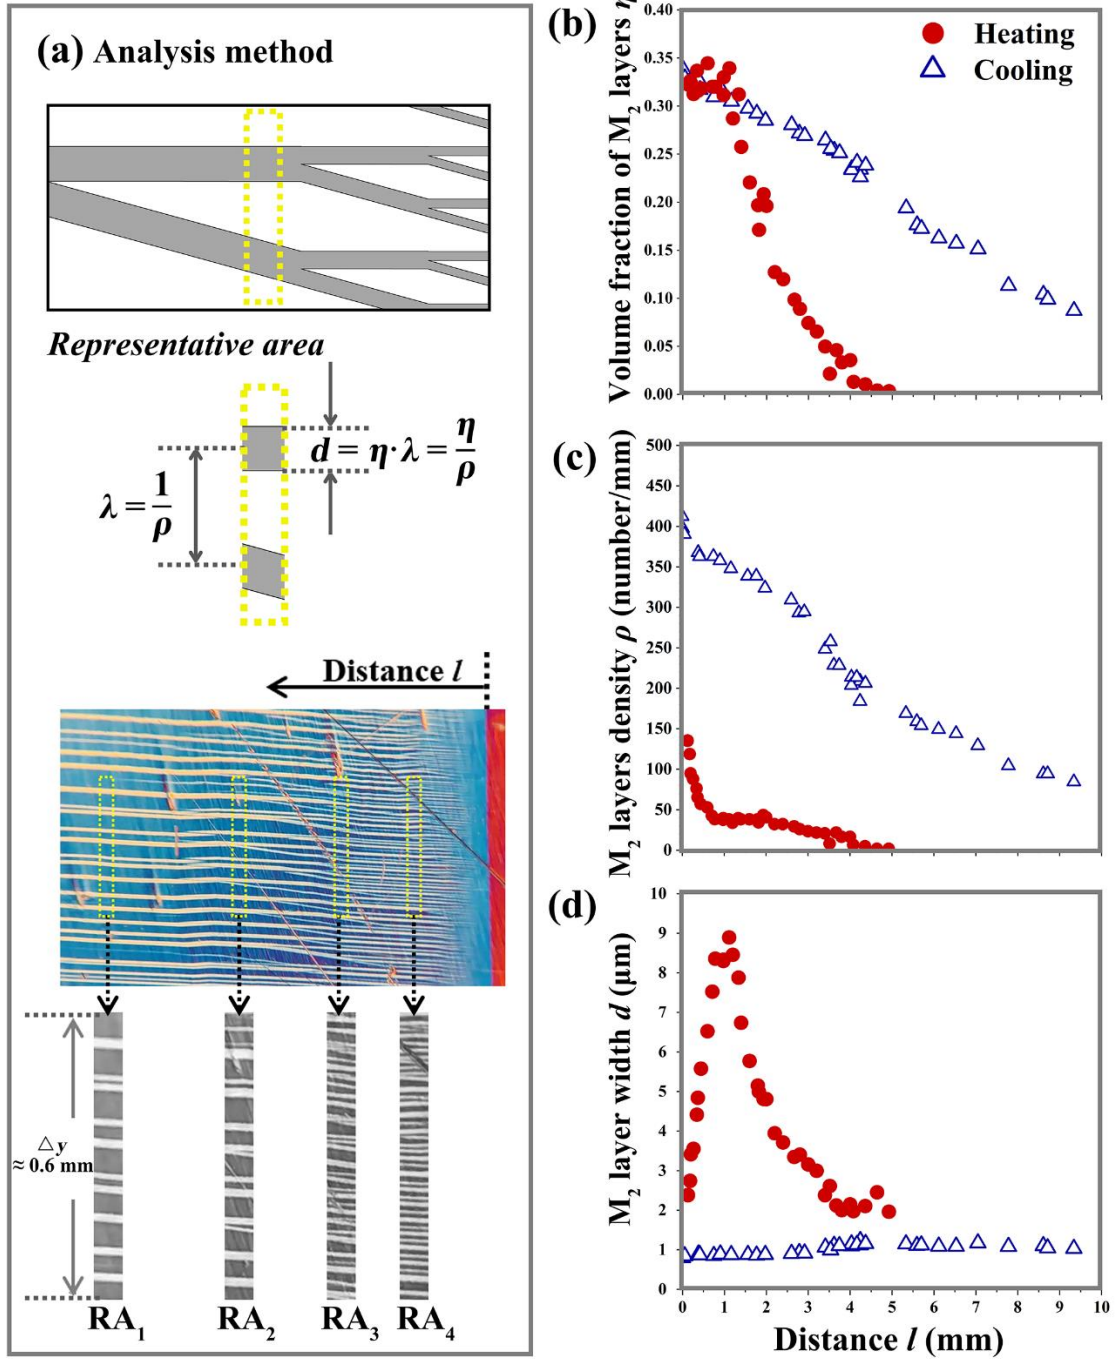 (a) Analysis method
Representative area
d = η·λ = η/ρ
λ = 1/ρ
Distance l
△y
≈ 0.6 mm
RA₁ RA₂ RA₃ RA₄
(b)
Volume fraction of M₂ layers η
0.40
0.35
0.30
0.25
0.20
0.15
0.10
0.05
0.00
Heating
Cooling
(c)
M₂ layers density ρ (number/mm)
500
450
400
350
300
250
200
150
100
50
0
(d)
M₂ layer width d (μm)
10
9
8
7
6
5
4
3
2
1
0
0 1 2 3 4 5 6 7 8 9 10
Distance l (mm)